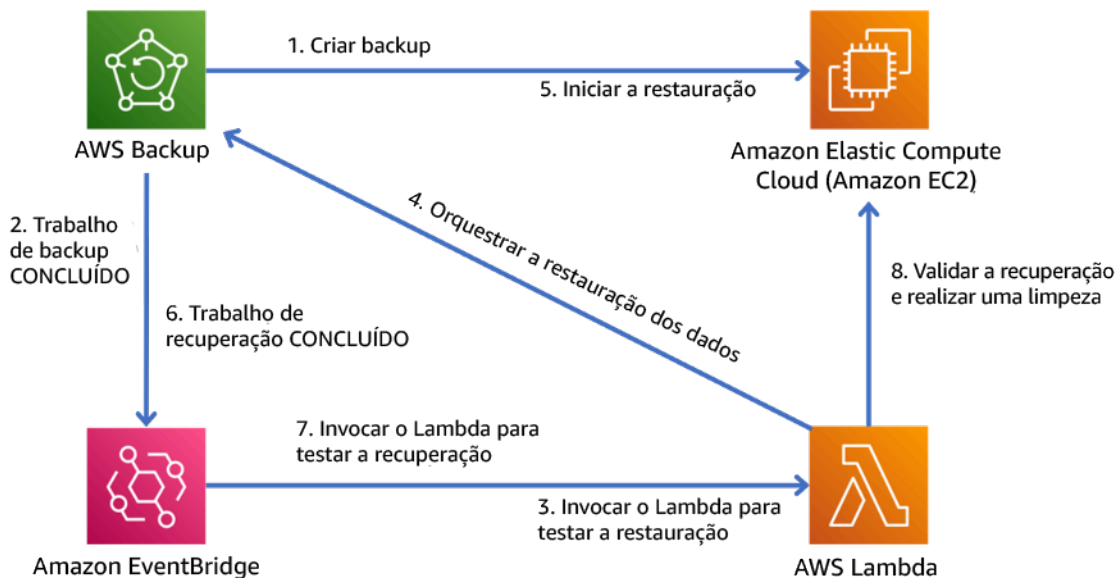 1. Criar backup
5. Iniciar a restauração
AWS Backup
Amazon Elastic Compute
Cloud (Amazon EC2)
2. Trabalho
de backup
CONCLUÍDO
4. Orquestrar a restauração dos dados
8. Validar a recuperação
e realizar uma limpeza
6. Trabalho de
recuperação CONCLUÍDO
7. Invocar o Lambda para
testar a recuperação
3. Invocar o Lambda para
testar a restauração
Amazon EventBridge
AWS Lambda